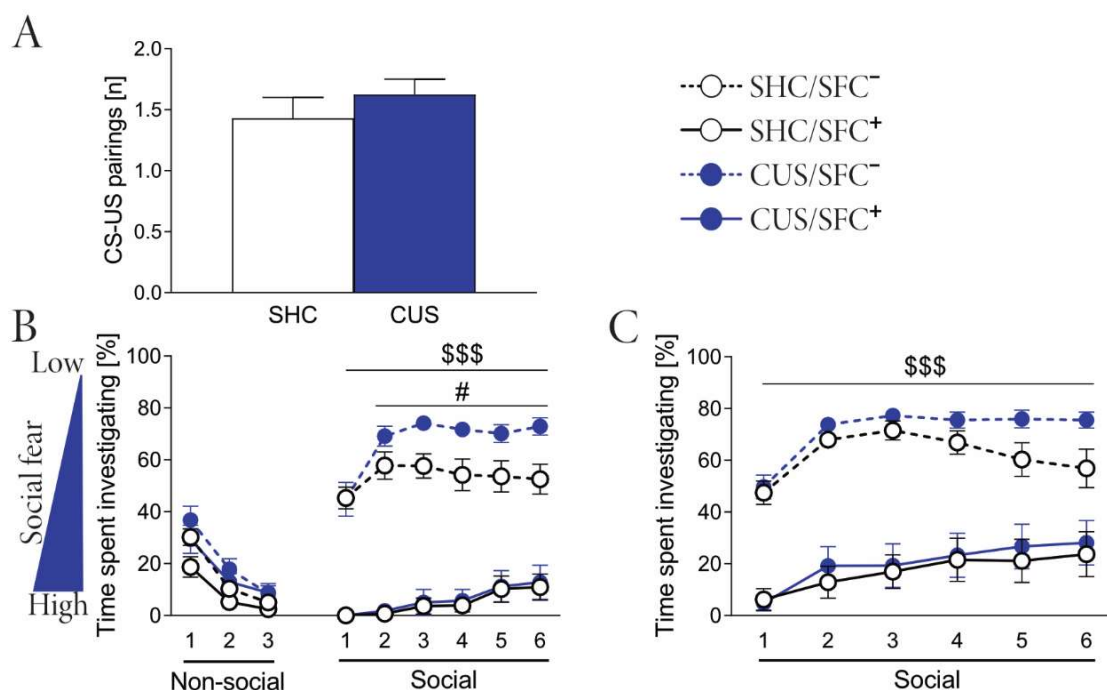 A
CS-US pairings [n]
2.0
1.5
1.0
0.5
0.0
SHC CUS
SHC/SFC⁻
SHC/SFC⁺
CUS/SFC⁻
CUS/SFC⁺
B
Low
Social fear
High
Time spent investigating [%]
100
80
60
40
20
0
$$$
#
1 2 3 1 2 3 4 5 6
Non-social Social
C
Time spent investigating [%]
100
80
60
40
20
0
$$$
1 2 3 4 5 6
Social